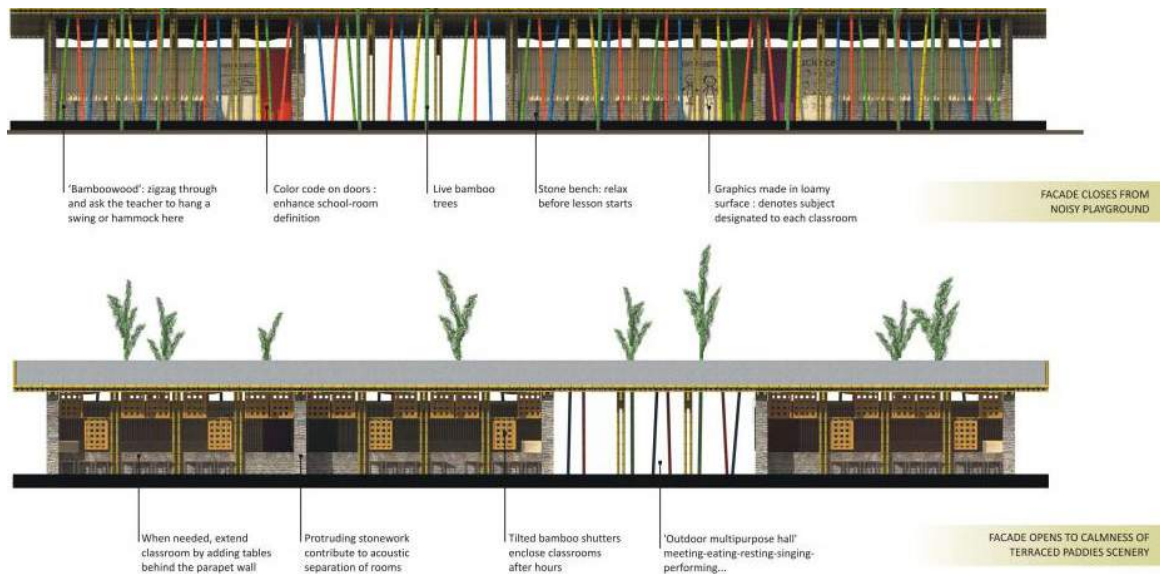 'Bamboowood': zigzag through
and ask the teacher to hang a
swing or hammock here
Color code on doors :
enhance school-room
definition
Live bamboo
trees
Stone bench: relax
before lesson starts
Graphics made in loamy
surface : denotes subject
designated to each classroom
FACADE CLOSES FROM
NOISY PLAYGROUND
When needed, extend
classroom by adding tables
behind the parapet wall
Protruding stonework
contribute to acoustic
separation of rooms
Tilted bamboo shutters
enclose classrooms
after hours
'Outdoor multipurpose hall'
meeting-eating-resting-singing-
performing...
FACADE OPENS TO CALMNESS OF
TERRACED PADDIES SCENERY